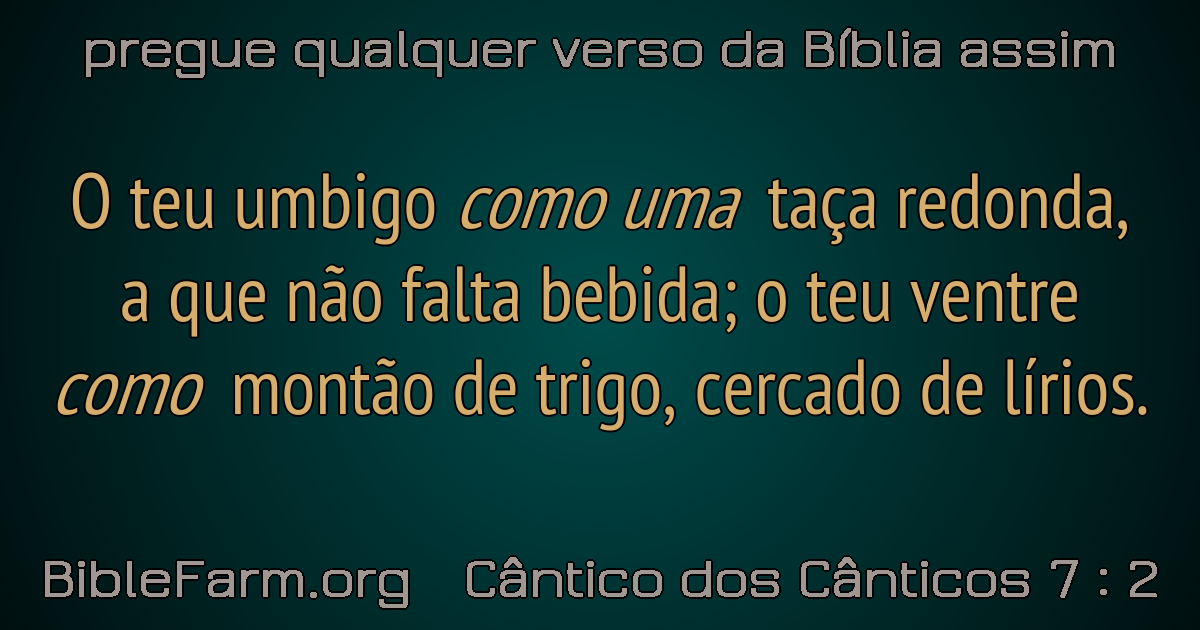 pregue qualquer verso da Bíblia assim
O teu umbigo como uma taça redonda,
a que não falta bebida; o teu ventre
como montão de trigo, cercado de lírios.
BibleFarm.org Cântico dos Cânticos 7 : 2